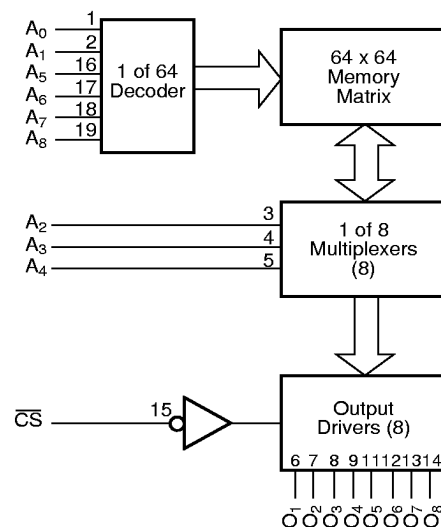 A0 1
A1 2
A5 16
A6 17
A7 18
A8 19
1 of 64
Decoder
64 x 64
Memory
Matrix
A2 3
A3 4
A4 5
1 of 8
Multiplexers
(8)
C̅S̅ 15
Output
Drivers (8)
6 7 8 9 11 12 13 14
O1 O2 O3 O4 O5 O6 O7 O8